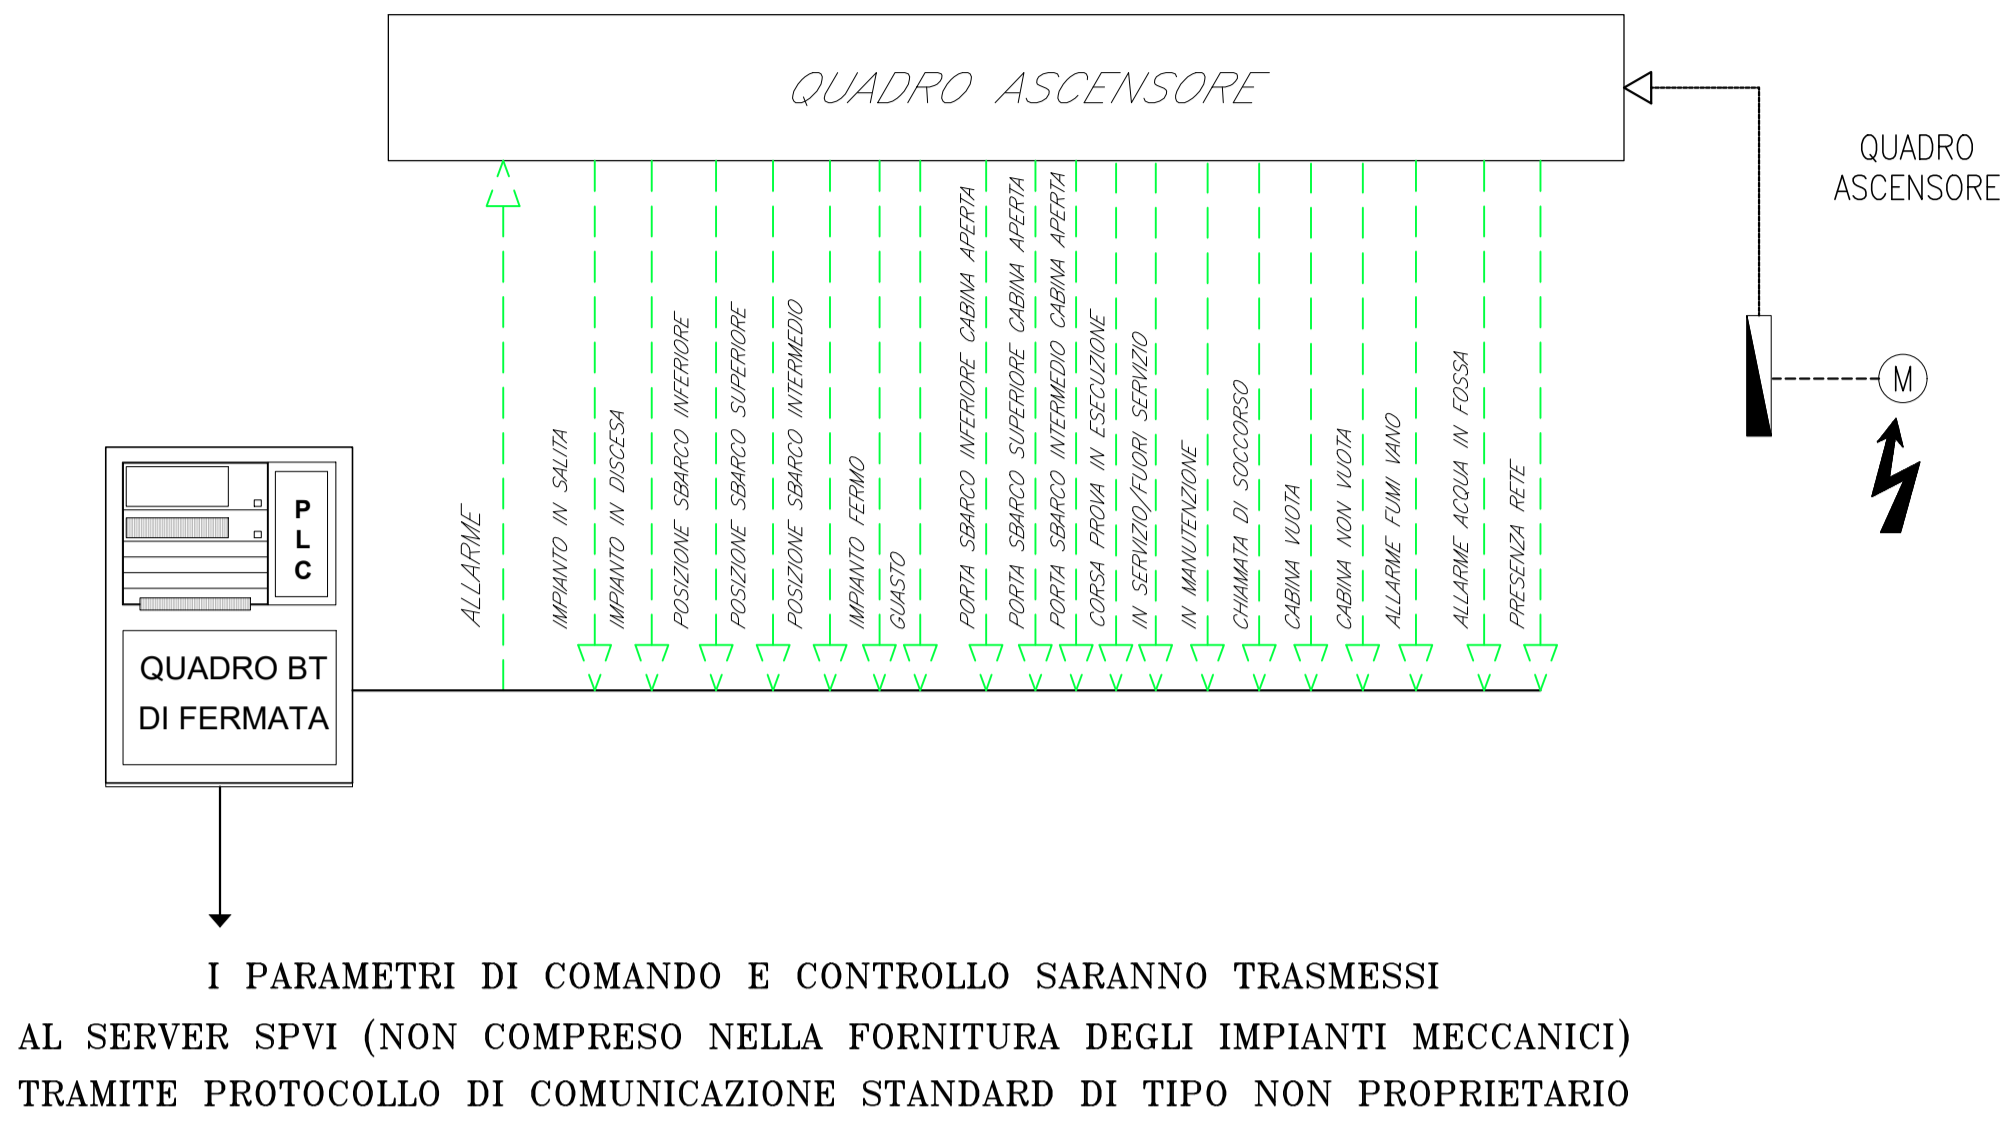 QUADRO ASCENSORE
QUADRO
ASCENSORE
ALLARME
IMPIANTO IN SALITA
IMPIANTO IN DISCESA
POSIZIONE SBARCO INFERIORE
POSIZIONE SBARCO SUPERIORE
POSIZIONE SBARCO INTERMEDIO
IMPIANTO FERMO
GUASTO
PORTA SBARCO INFERIORE CABINA APERTA
PORTA SBARCO SUPERIORE CABINA APERTA
PORTA SBARCO INTERMEDIO CABINA APERTA
CORSA PROVA IN ESECUZIONE
IN SERVIZIO/FUORI SERVIZIO
IN MANUTENZIONE
CHIAMATA DI SOCCORSO
CABINA VUOTA
CABINA NON VUOTA
ALLARME FUMI VANO
ALLARME ACQUA IN FOSSA
PRESENZA RETE
M
P
L
C
QUADRO BT
DI FERMATA
I PARAMETRI DI COMANDO E CONTROLLO SARANNO TRASMESSI
AL SERVER SPVI (NON COMPRESO NELLA FORNITURA DEGLI IMPIANTI MECCANICI)
TRAMITE PROTOCOLLO DI COMUNICAZIONE STANDARD DI TIPO NON PROPRIETARIO